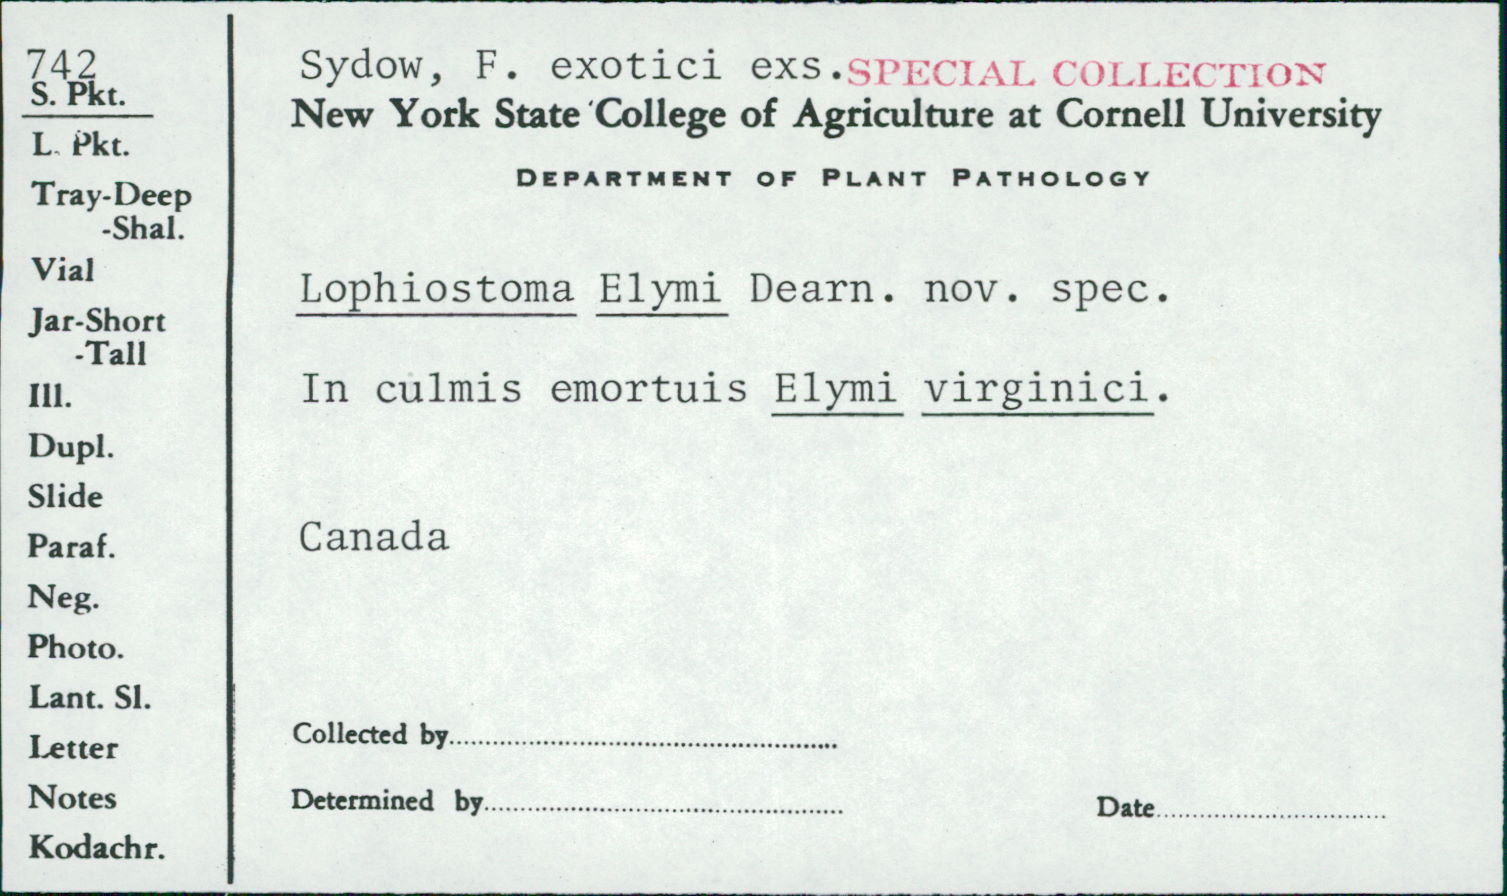 742
S. Pkt.
L. Pkt.
Tray-Deep
-Shal.
Vial
Jar-Short
-Tall
Ill.
Dupl.
Slide
Paraf.
Neg.
Photo.
Lant. Sl.
Letter
Notes
Kodachr.
Sydow, F. exotici exs. SPECIAL COLLECTION
New York State College of Agriculture at Cornell University
DEPARTMENT OF PLANT PATHOLOGY
Lophiostoma Elymi Dearn. nov. spec.
In culmis emortuis Elymi virginici.
Canada
Collected by
Determined by
Date